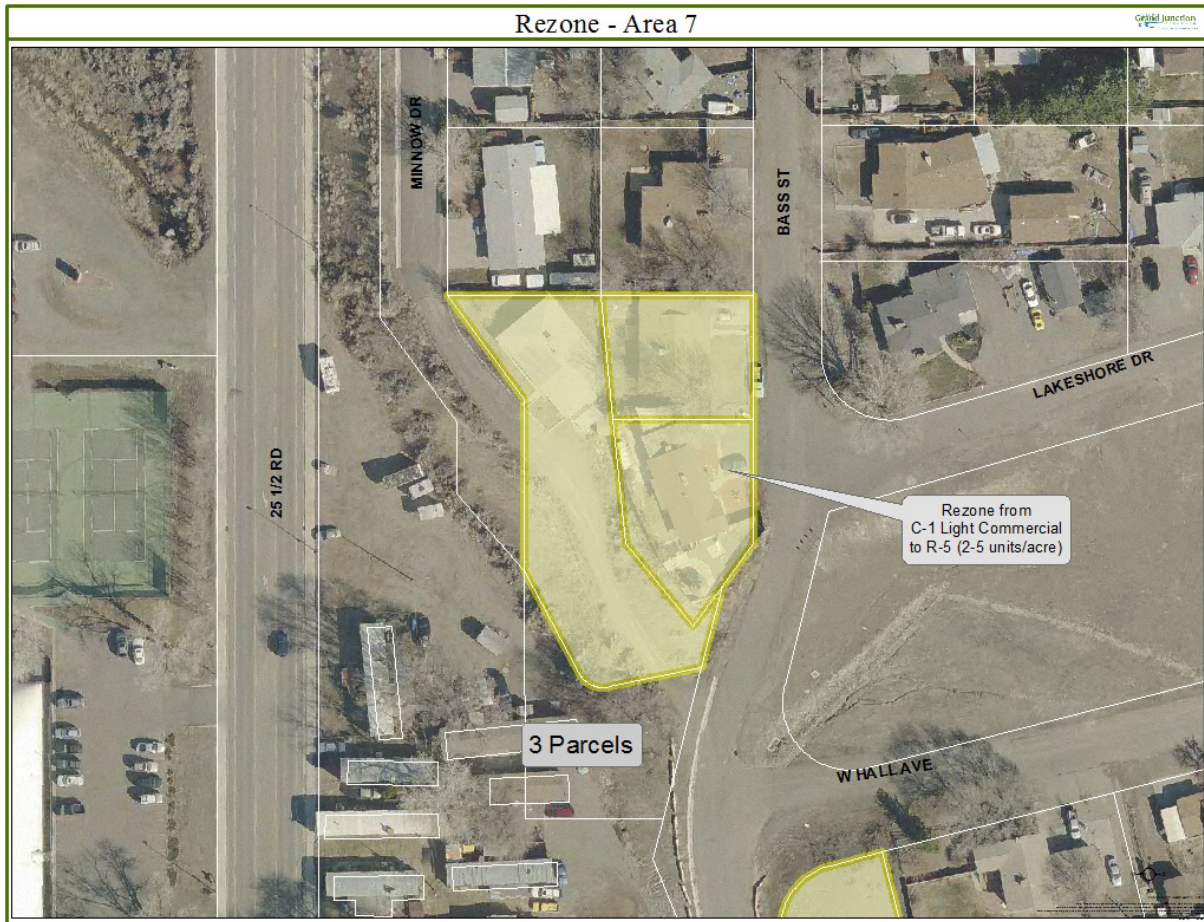 Rezone - Area 7
Grand Junction
MINNOW DR
BASS ST
LAKESHORE DR
25 1/2 RD
Rezone from
C-1 Light Commercial
to R-5 (2-5 units/acre)
3 Parcels
W HALL AVE